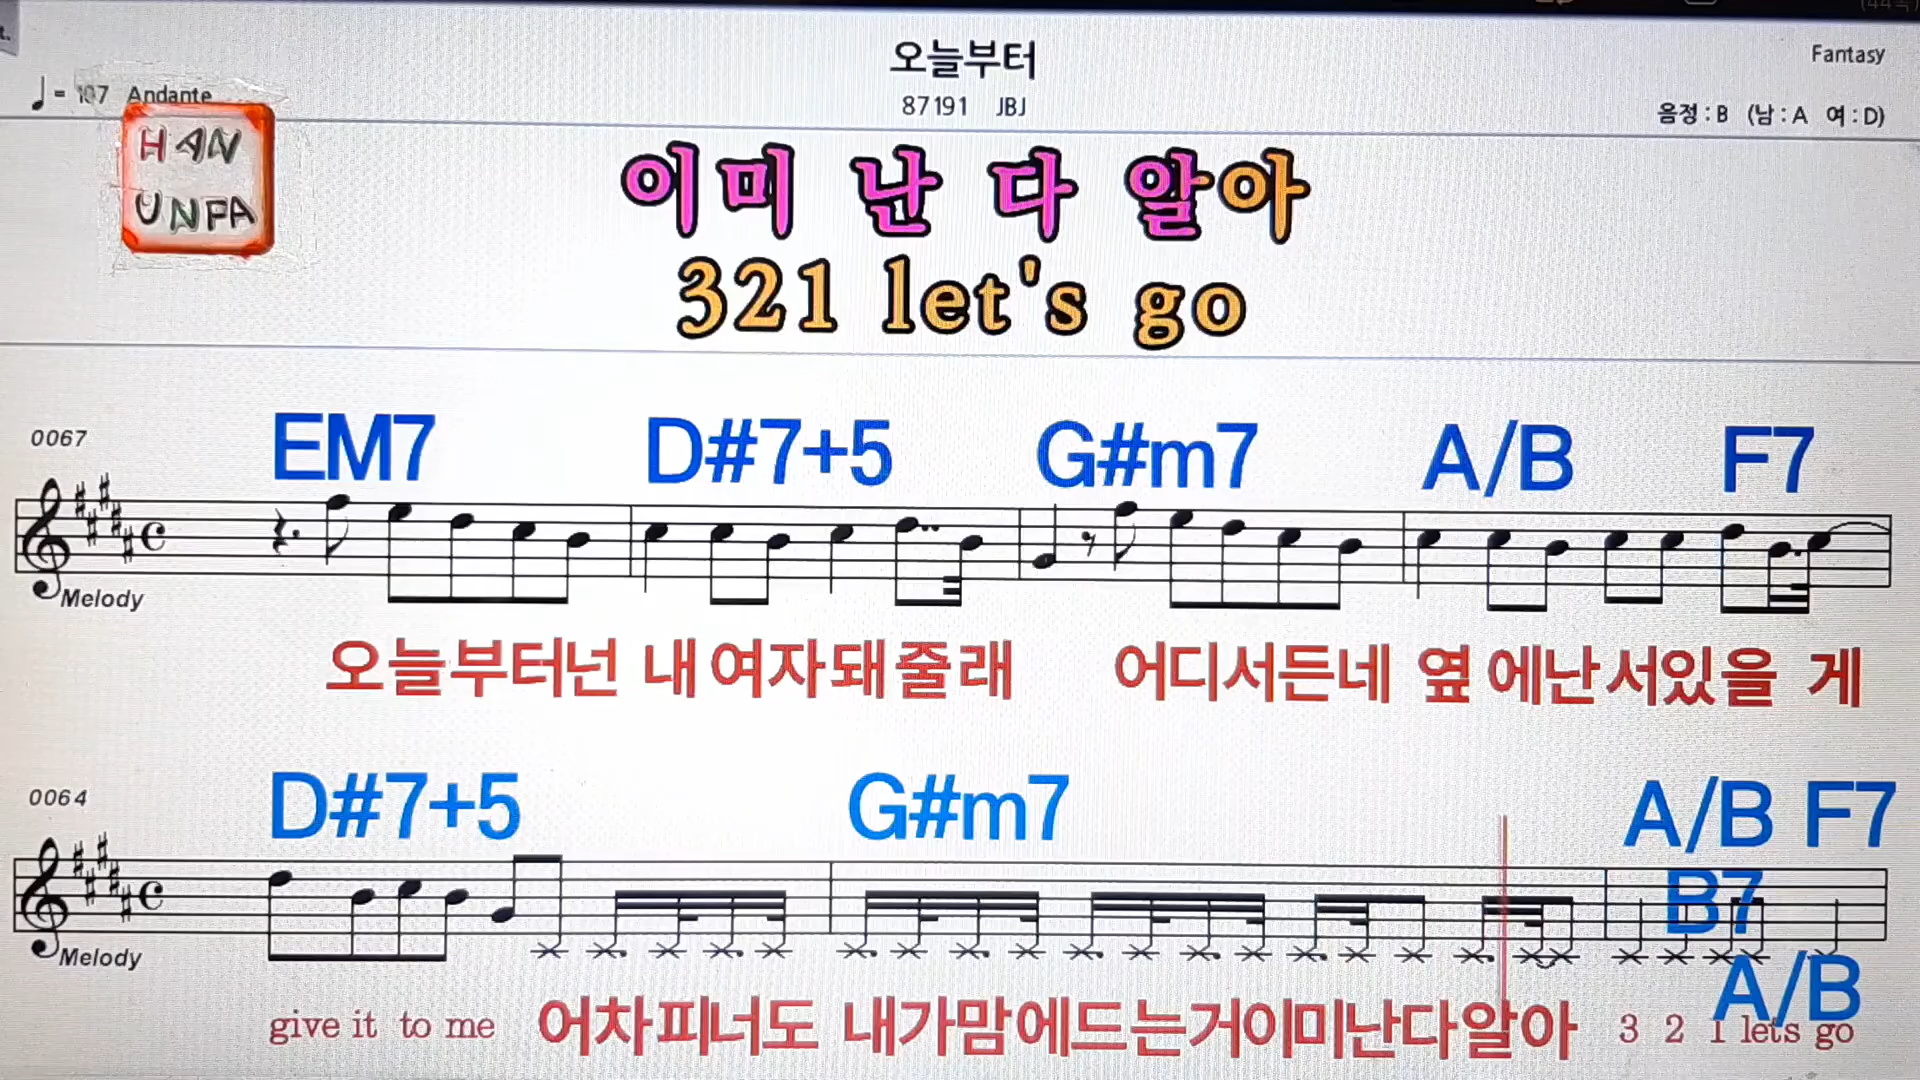 오늘부터
Fantasy
♩= 107 Andante
87191 JBJ
음정 : B (남 : A 여 : D)
HAN
UNPA
이미 난 다 알아
321 let's go
0067
EM7 D#7+5 G#m7 A/B F7
Melody
오늘부터넌 내여자돼줄래 어디서든네 옆에난서있을 게
0064
D#7+5 G#m7 A/B F7
B7
Melody
A/B
give it to me 어차피너도 내가맘에드는거이미난다알아 3 2 1 lets go